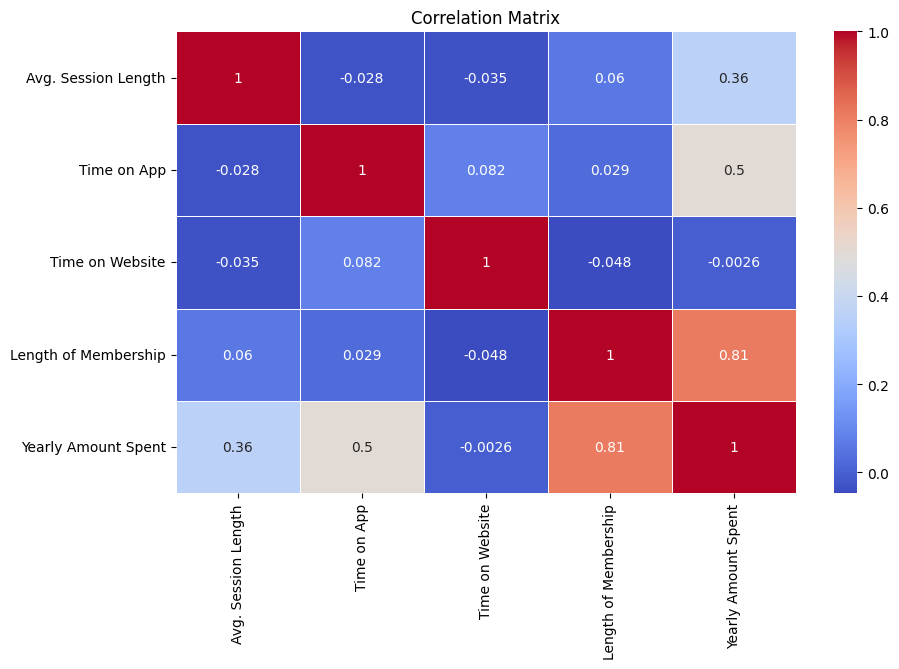 Correlation Matrix
Avg. Session Length 1 -0.028 -0.035 0.06 0.36
Time on App -0.028 1 0.082 0.029 0.5
Time on Website -0.035 0.082 1 -0.048 -0.0026
Length of Membership 0.06 0.029 -0.048 1 0.81
Yearly Amount Spent 0.36 0.5 -0.0026 0.81 1
Avg. Session Length
Time on App
Time on Website
Length of Membership
Yearly Amount Spent
1.0
0.8
0.6
0.4
0.2
0.0